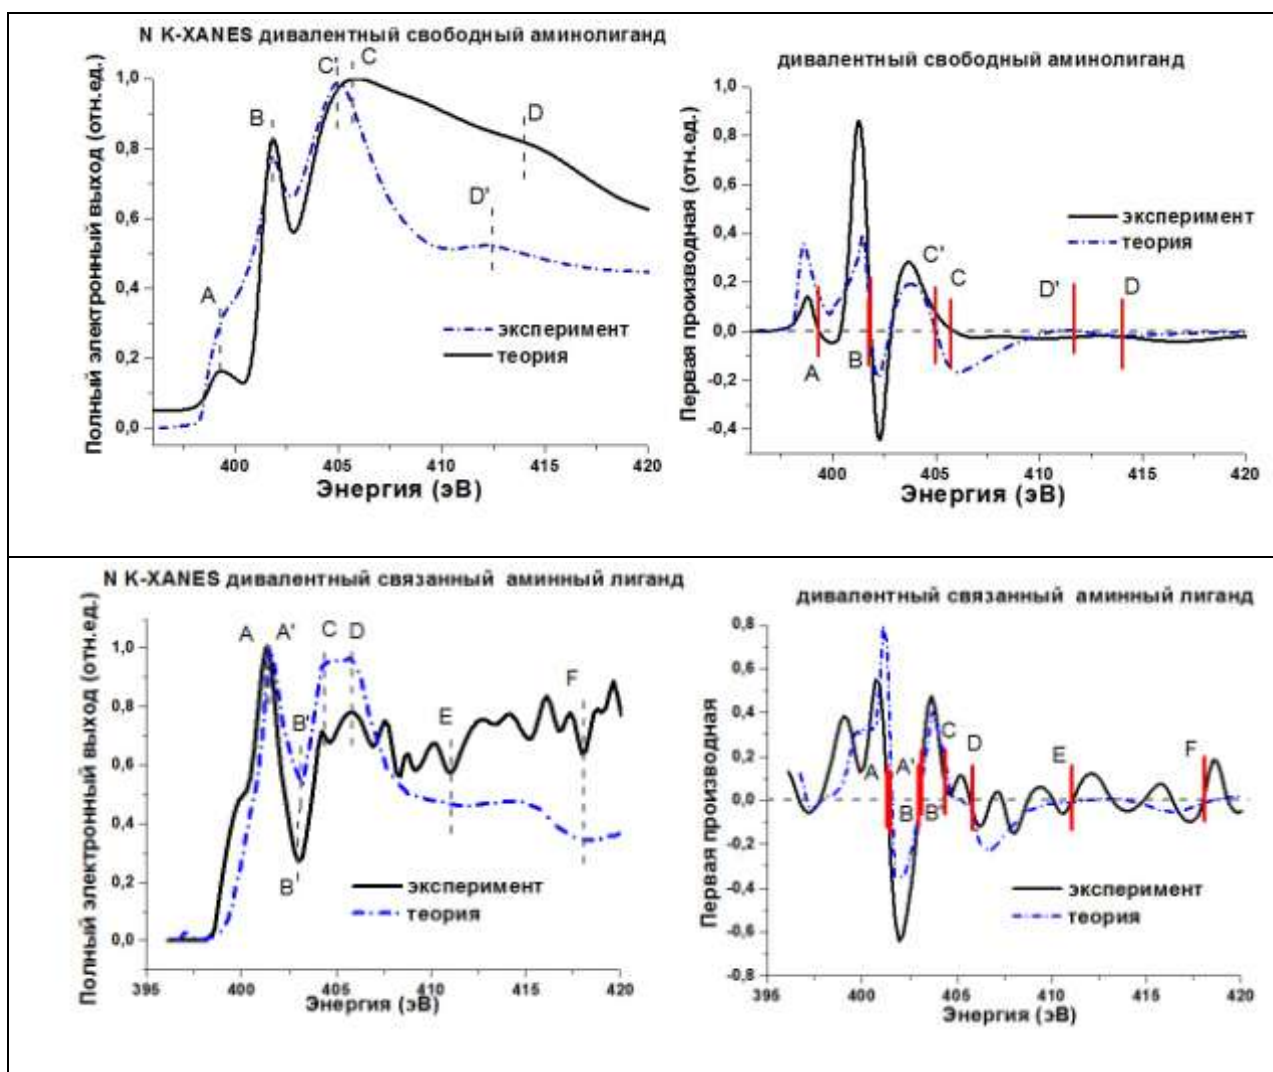 N K-XANES дивалентный свободный аминолиганд
Полный электронный выход (отн.ед.)
1,0
0,8
0,6
0,4
0,2
0,0
A
B
C'
C
D
D'
эксперимент
теория
400
405
410
415
420
Энергия (эВ)
дивалентный свободный аминолиганд
Первая производная (отн.ед.)
1,0
0,8
0,6
0,4
0,2
0,0
-0,2
-0,4
эксперимент
теория
A
B
C'
C
D'
D
400
405
410
415
420
Энергия (эВ)
N K-XANES дивалентный связанный аминный лиганд
Полный электронный выход (отн.ед.)
1,0
0,8
0,6
0,4
0,2
0,0
A
A'
C
D
B'
B
E
F
эксперимент
теория
395
400
405
410
415
420
Энергия (эВ)
дивалентный связанный аминный лиганд
Первая производная
0,8
0,6
0,4
0,2
0,0
-0,2
-0,4
-0,6
-0,8
A
A'
C
D
E
F
B
B'
эксперимент
теория
395
400
405
410
415
420
Энергия (эВ)